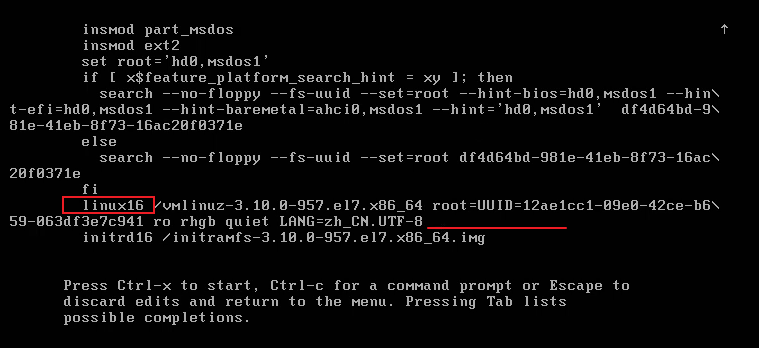 insmod part_msdos
insmod ext2
set root='hd0,msdos1'
if [ x$feature_platform_search_hint = xy ]; then
search --no-floppy --fs-uuid --set=root --hint-bios=hd0,msdos1 --hin\
t-efi=hd0,msdos1 --hint-baremetal=ahci0,msdos1 --hint='hd0,msdos1'  df4d64bd-9\
81e-41eb-8f73-16ac20f0371e
else
search --no-floppy --fs-uuid --set=root df4d64bd-981e-41eb-8f73-16ac\
20f0371e
fi
linux16 /vmlinuz-3.10.0-957.el7.x86_64 root=UUID=12ae1cc1-09e0-42ce-b6\
59-063df3e7c941 ro rhgb quiet LANG=zh_CN.UTF-8
initrd16 /initramfs-3.10.0-957.el7.x86_64.img
Press Ctrl-x to start, Ctrl-c for a command prompt or Escape to
discard edits and return to the menu. Pressing Tab lists
possible completions.